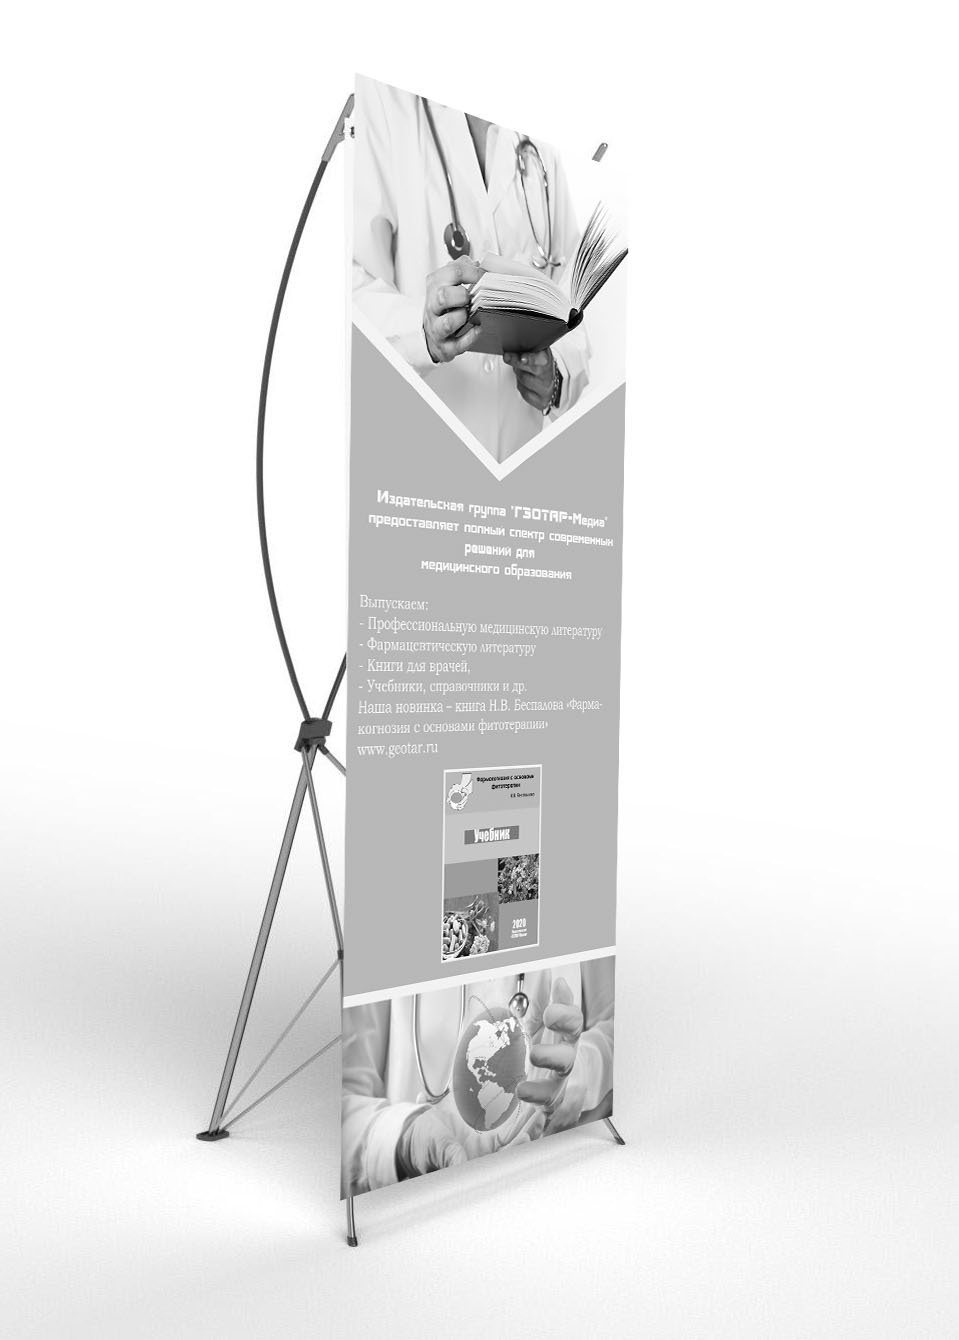 Издательская группа "ГЭОТАР-Медиа"
предоставляет полный спектр современных
решений для
медицинского образования
Выпускаем:
- Профессиональную медицинскую литературу
- Фармацевтическую литературу
- Книги для врачей,
- Учебники, справочники и др.
Наша новинка – книга Н.В. Беспалова «Фарма-
когнозия с основами фитотерапии»
www.geotar.ru
Фармакогнозия с основами
фитотерапии
Учебник
2020